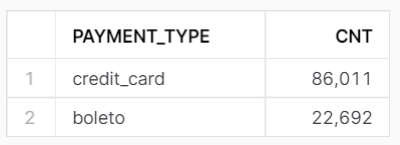 PAYMENT_TYPE CNT
1 credit_card 86,011
2 boleto 22,692